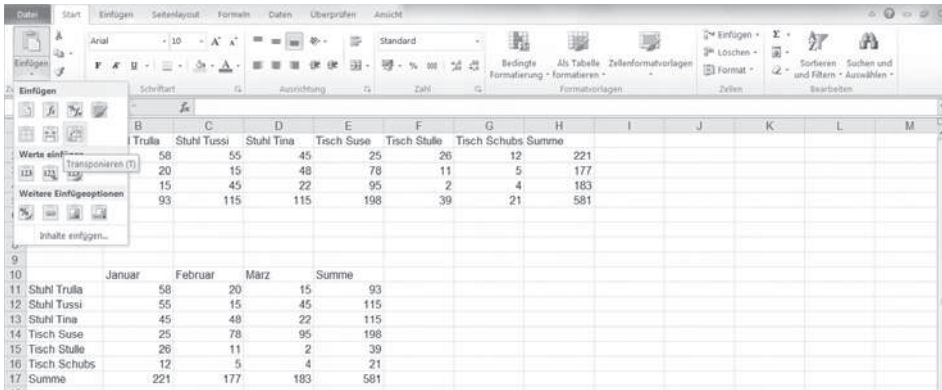 Datei Start Einfügen Seitenlayout Formeln Daten Überprüfen Ansicht
Arial 10 A A Standard Einfügen Σ
Einfügen F K U % 000 Bedingte Formatierung Als Tabelle formatieren Zellenformatvorlagen Löschen Format Sortieren und Filtern Suchen und Auswählen
Schriftart Ausrichtung Zahl Formatvorlagen Zellen Bearbeiten
Einfügen
fx
B C D E F G H I J K L M
Trulla Stuhl Tussi Stuhl Tina Tisch Suse Tisch Stulle Tisch Schubs Summe
Werte einfügen
58 55 45 25 26 12 221
Transponieren (T)
20 15 48 78 11 5 177
123 123
15 45 22 95 2 4 183
Weitere Einfügeoptionen
93 115 115 198 39 21 581
Inhalte einfügen...
9
10 Januar Februar März Summe
11 Stuhl Trulla 58 20 15 93
12 Stuhl Tussi 55 15 45 115
13 Stuhl Tina 45 48 22 115
14 Tisch Suse 25 78 95 198
15 Tisch Stulle 26 11 2 39
16 Tisch Schubs 12 5 4 21
17 Summe 221 177 183 581